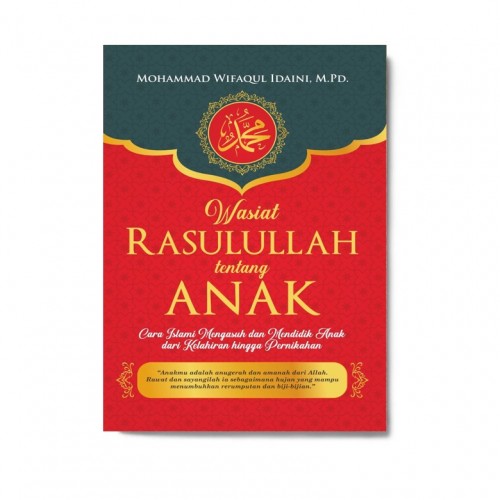 MOHAMMAD WIFAQUL IDAINI, M.PD.
محمد
Wasiat
RASULULLAH
tentang
ANAK
Cara Islami Mengasuh dan Mendidik Anak
dari Kelahiran hingga Pernikahan
"Anakmu adalah anugerah dan amanah dari Allah.
Rawat dan sayangilah ia sebagaimana hujan yang mampu
menumbuhkan rerumputan dan biji-bijian."